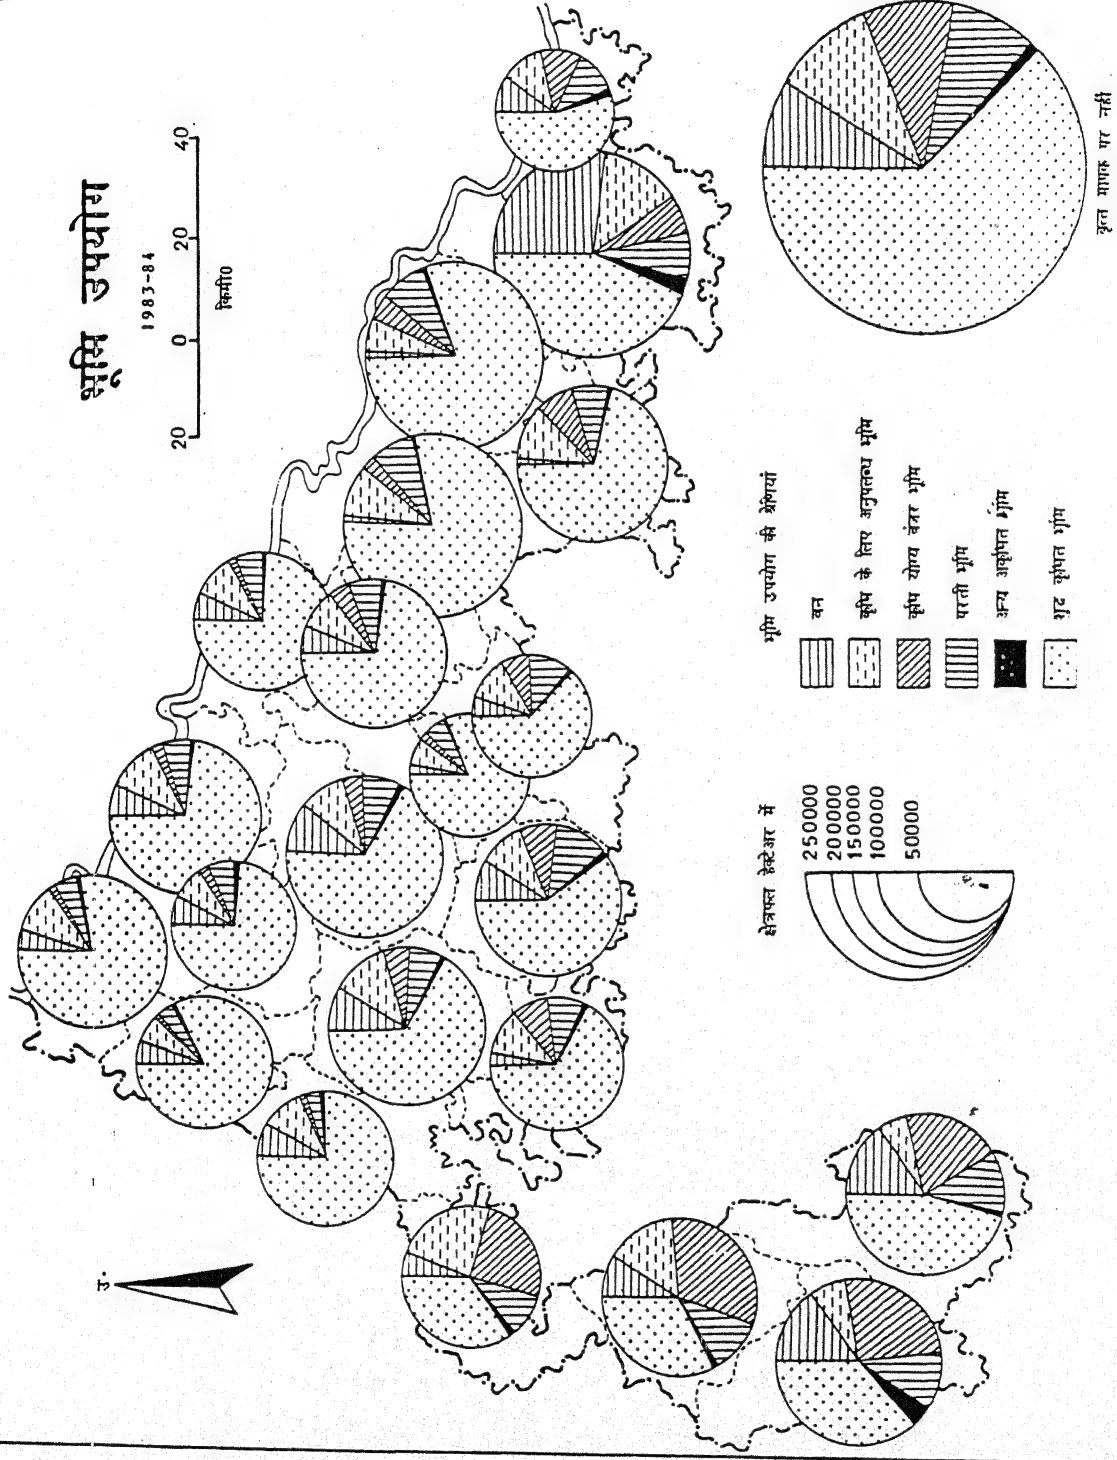 भूमि उपयोग
1983-84
20 0 20 40
किमी०
उ.
क्षेत्रफल हेक्टेअर में
250000
200000
150000
100000
50000
भूमि उपयोग की श्रेणियां
वन
कृषि के लिए अनुपलब्ध भूमि
कृषि योग्य बंजर भूमि
परती भूमि
अन्य अकृषित भूमि
शुद्ध कृषित भूमि
वृत्त मापक पर नहीं